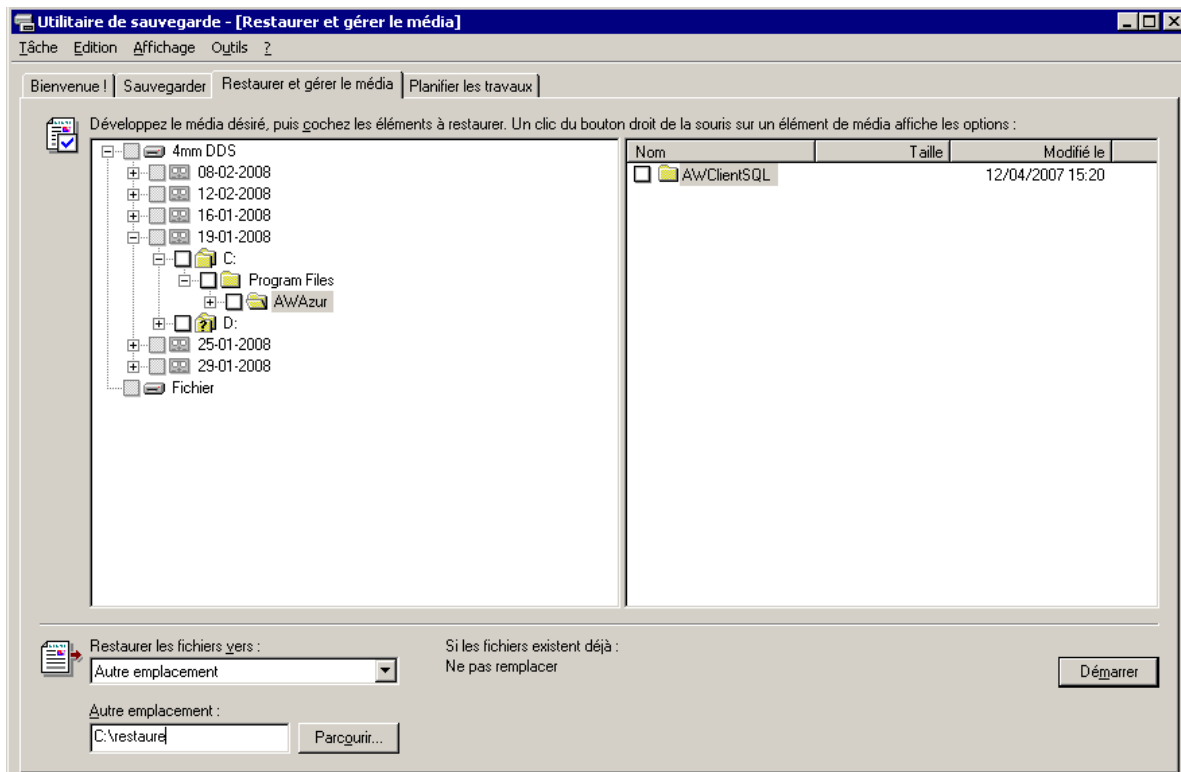 Utilitaire de sauvegarde - [Restaurer et gérer le média]
Tâche Edition Affichage Outils ?
Bienvenue ! Sauvegarder Restaurer et gérer le média Planifier les travaux
Développez le média désiré, puis cochez les éléments à restaurer. Un clic du bouton droit de la souris sur un élément de média affiche les options :
4mm DDS
08-02-2008
12-02-2008
16-01-2008
19-01-2008
C:
Program Files
AWAzur
D:
25-01-2008
29-01-2008
Fichier
Nom Taille Modifié le
AWClientSQL 12/04/2007 15:20
Restaurer les fichiers vers :
Autre emplacement
Si les fichiers existent déjà :
Ne pas remplacer
Démarrer
Autre emplacement :
C:\restaure
Parcourir...